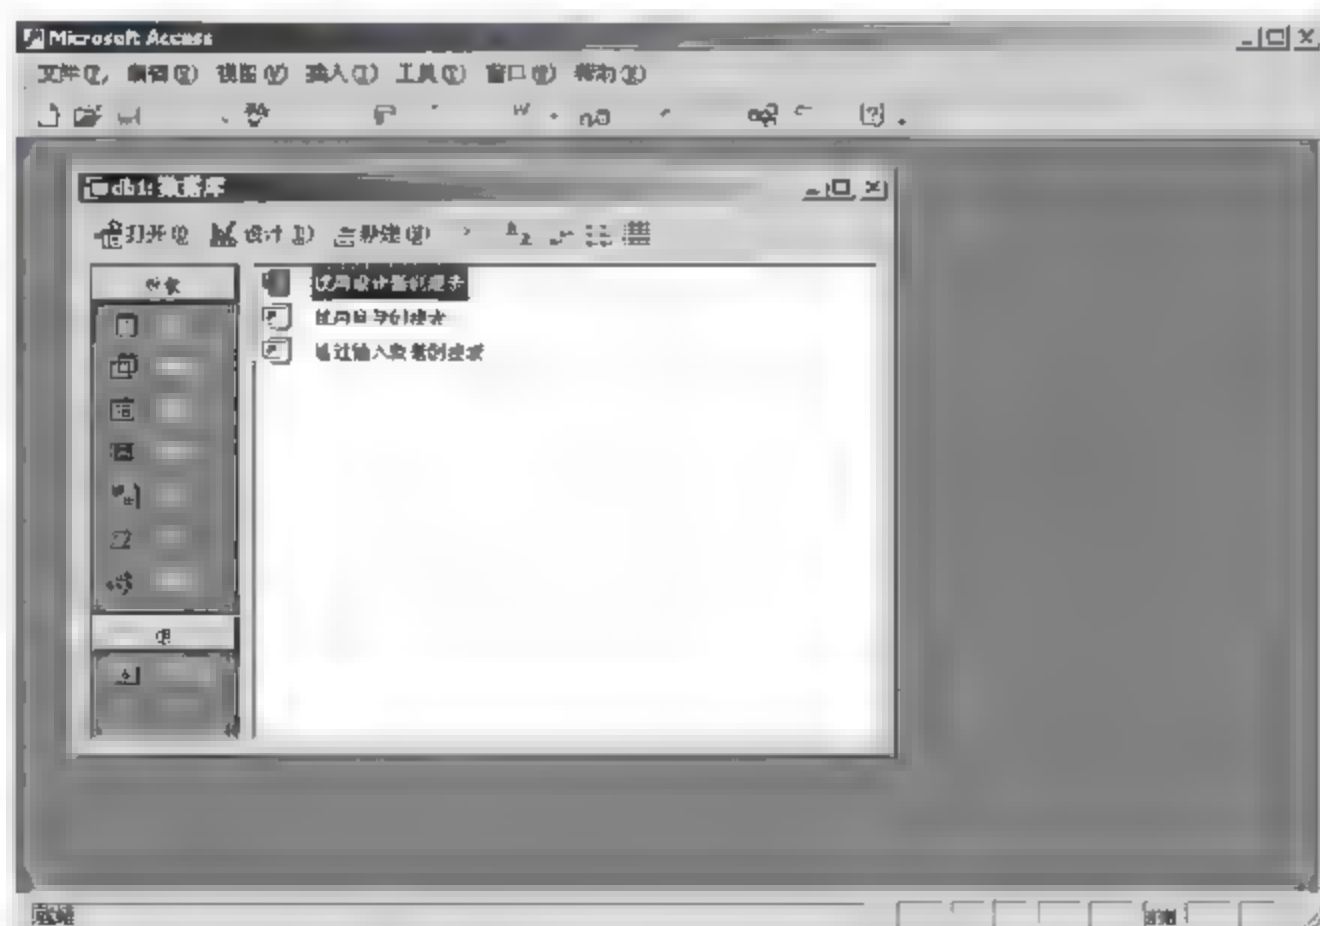 Microsoft Access
文件(F) 编辑(E) 视图(V) 插入(I) 工具(T) 窗口(W) 帮助(H)
db1: 数据库
打开(O) 设计(D) 新建(N)
对象
使用设计器创建表
使用向导创建表
通过输入数据创建表
组
就绪